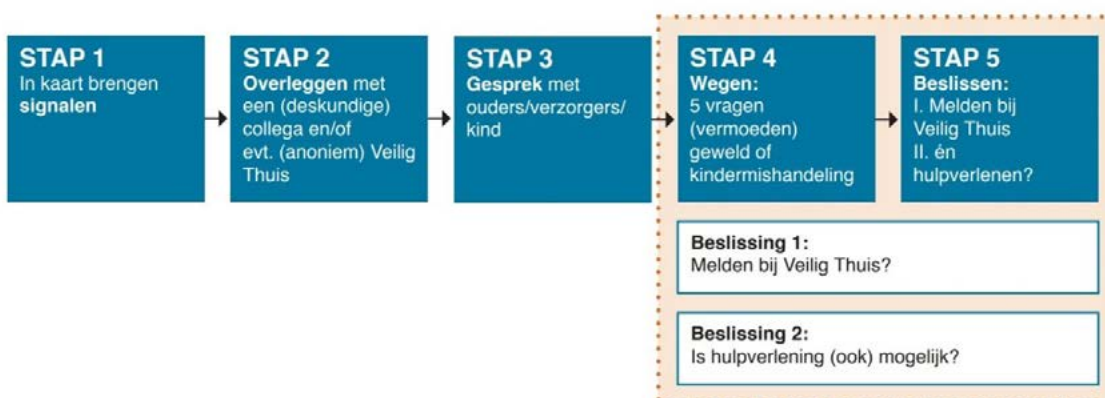 STAP 1
In kaart brengen
signalen
STAP 2
Overleggen met
een (deskundige)
collega en/of
evt. (anoniem) Veilig
Thuis
STAP 3
Gesprek met
ouders/verzorgers/
kind
STAP 4
Wegen:
5 vragen
(vermoeden)
geweld of
kindermishandeling
STAP 5
Beslissen:
I. Melden bij
Veilig Thuis
II. én
hulpverlenen?
Beslissing 1:
Melden bij Veilig Thuis?
Beslissing 2:
Is hulpverlening (ook) mogelijk?